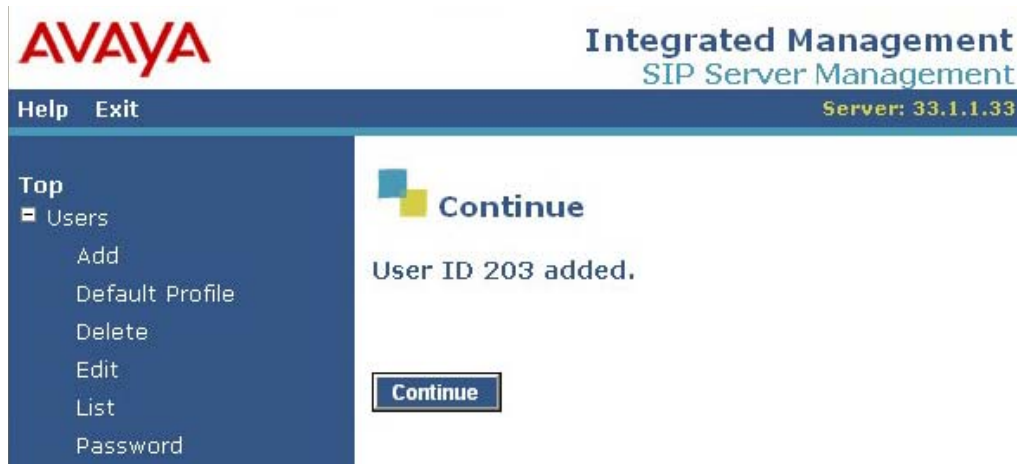 AVAYA
Integrated Management
SIP Server Management
Help Exit
Server: 33.1.1.33
Top
Users
Add
Default Profile
Delete
Edit
List
Password
Continue
User ID 203 added.
Continue